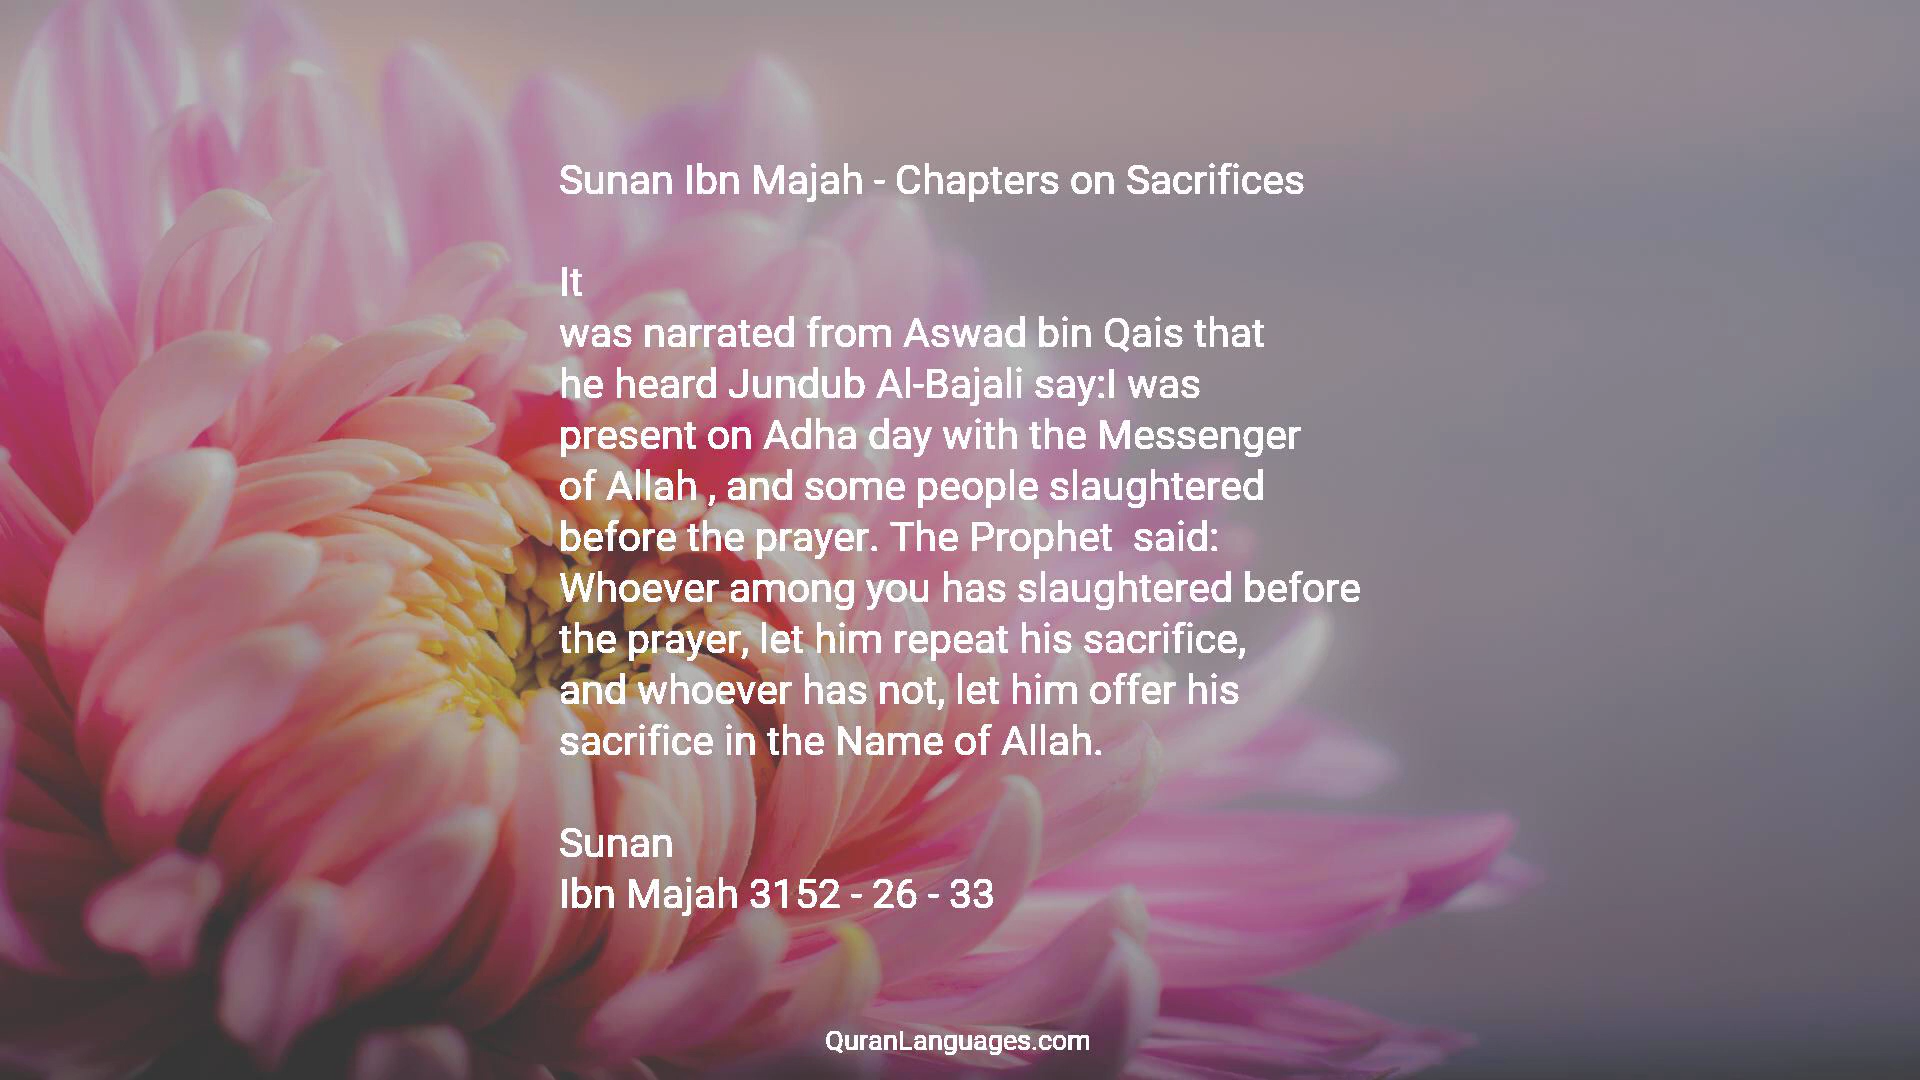 Sunan Ibn Majah - Chapters on Sacrifices
It
was narrated from Aswad bin Qais that
he heard Jundub Al-Bajali say:I was
present on Adha day with the Messenger
of Allah , and some people slaughtered
before the prayer. The Prophet  said:
Whoever among you has slaughtered before
the prayer, let him repeat his sacrifice,
and whoever has not, let him offer his
sacrifice in the Name of Allah.
Sunan
Ibn Majah 3152 - 26 - 33
QuranLanguages.com